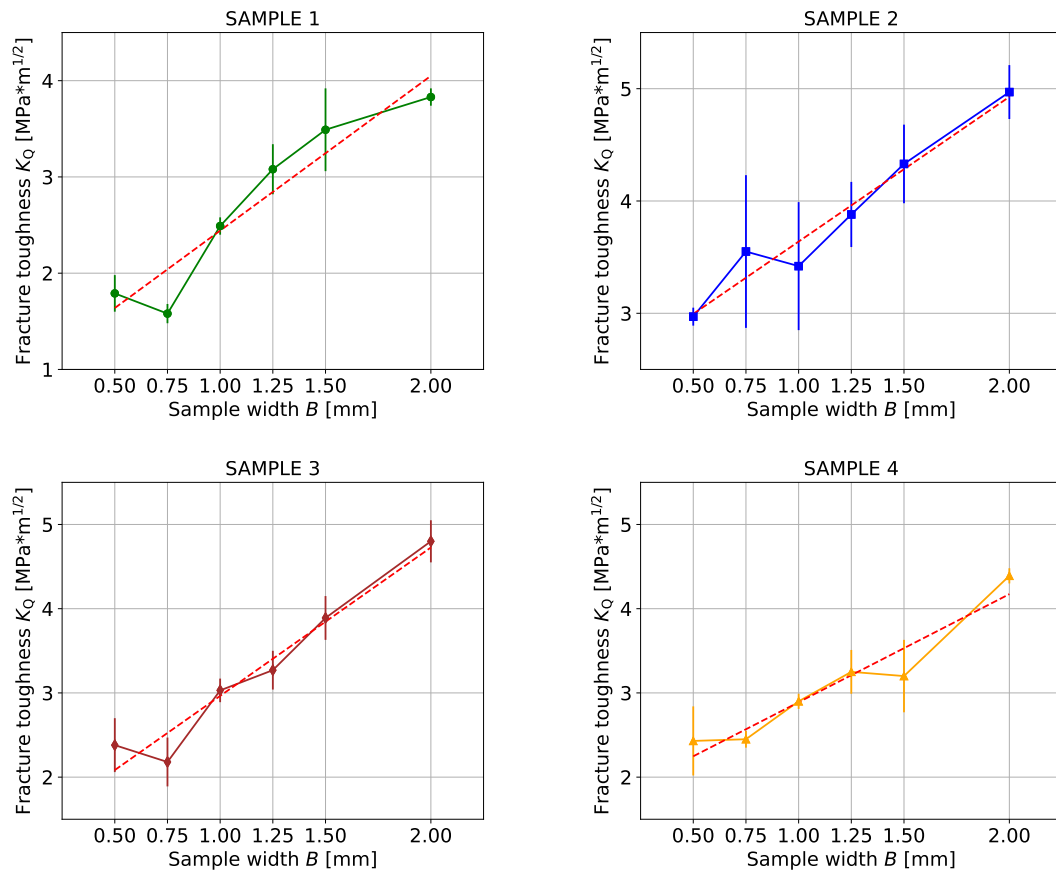 SAMPLE 1
Fracture toughness K_Q [MPa*m^{1/2}]
4
3
2
1
0.50 0.75 1.00 1.25 1.50 2.00
Sample width B [mm]
SAMPLE 2
Fracture toughness K_Q [MPa*m^{1/2}]
5
4
3
0.50 0.75 1.00 1.25 1.50 2.00
Sample width B [mm]
SAMPLE 3
Fracture toughness K_Q [MPa*m^{1/2}]
5
4
3
2
0.50 0.75 1.00 1.25 1.50 2.00
Sample width B [mm]
SAMPLE 4
Fracture toughness K_Q [MPa*m^{1/2}]
5
4
3
2
0.50 0.75 1.00 1.25 1.50 2.00
Sample width B [mm]